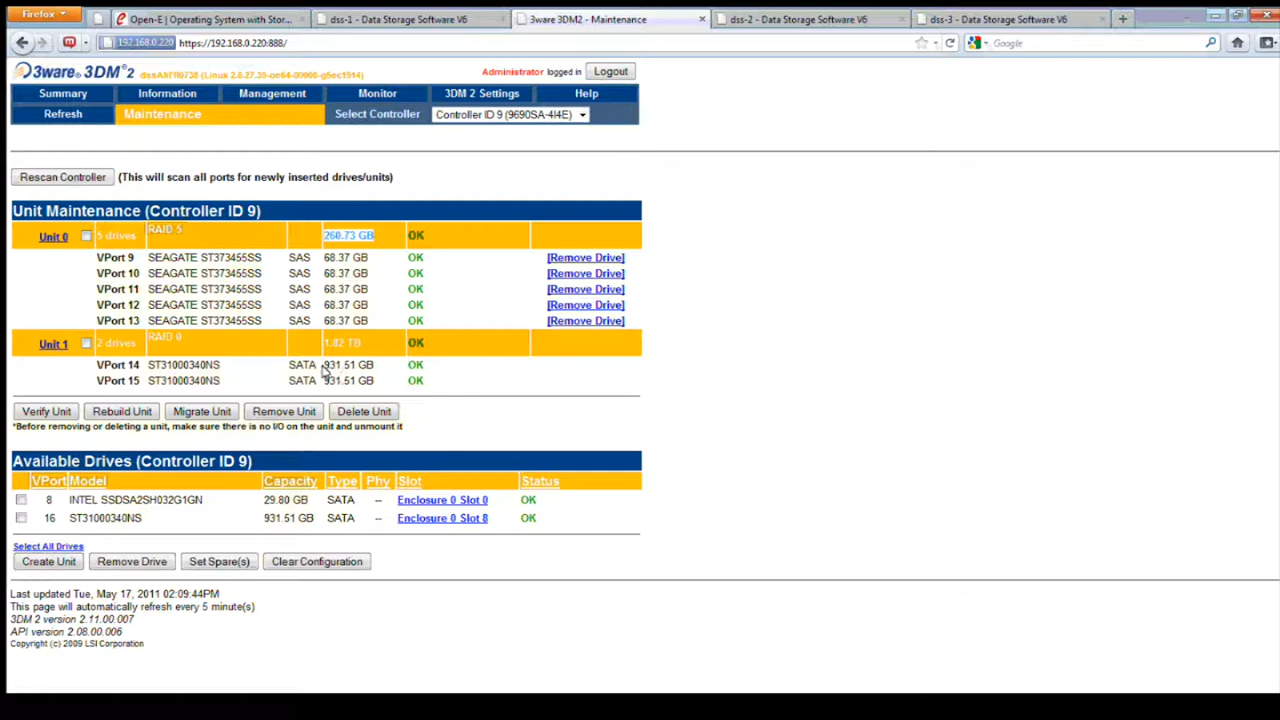 Firefox
Open-E | Operating System with Stor...
dss-1 - Data Storage Software V6
3ware 3DM2 - Maintenance
dss-2 - Data Storage Software V6
dss-3 - Data Storage Software V6
192.168.0.220 https://192.168.0.220:888/
Google
3ware® 3DM®2
Administrator logged in Logout
Summary Information Management Monitor 3DM 2 Settings Help
Refresh Maintenance Select Controller Controller ID 9 (9690SA-4I4E)
Rescan Controller (This will scan all ports for newly inserted drives/units)
Unit Maintenance (Controller ID 9)
Unit 0 5 drives RAID 5 260.73 GB OK
VPort 9 SEAGATE ST373455SS SAS 68.37 GB OK [Remove Drive]
VPort 10 SEAGATE ST373455SS SAS 68.37 GB OK [Remove Drive]
VPort 11 SEAGATE ST373455SS SAS 68.37 GB OK [Remove Drive]
VPort 12 SEAGATE ST373455SS SAS 68.37 GB OK [Remove Drive]
VPort 13 SEAGATE ST373455SS SAS 68.37 GB OK [Remove Drive]
Unit 1 2 drives RAID 0 1.82 TB OK
VPort 14 ST31000340NS SATA 931.51 GB OK
VPort 15 ST31000340NS SATA 931.51 GB OK
Verify Unit Rebuild Unit Migrate Unit Remove Unit Delete Unit
*Before removing or deleting a unit, make sure there is no I/O on the unit and unmount it
Available Drives (Controller ID 9)
VPort Model Capacity Type Phy Slot Status
8 INTEL SSDSA2SH032G1GN 29.80 GB SATA -- Enclosure 0 Slot 0 OK
16 ST31000340NS 931.51 GB SATA -- Enclosure 0 Slot 8 OK
Select All Drives
Create Unit Remove Drive Set Spare(s) Clear Configuration
Last updated Tue, May 17, 2011 02:09:44PM
This page will automatically refresh every 5 minute(s)
3DM 2 version 2.11.00.007
API version 2.08.00.006
Copyright (c) 2009 LSI Corporation